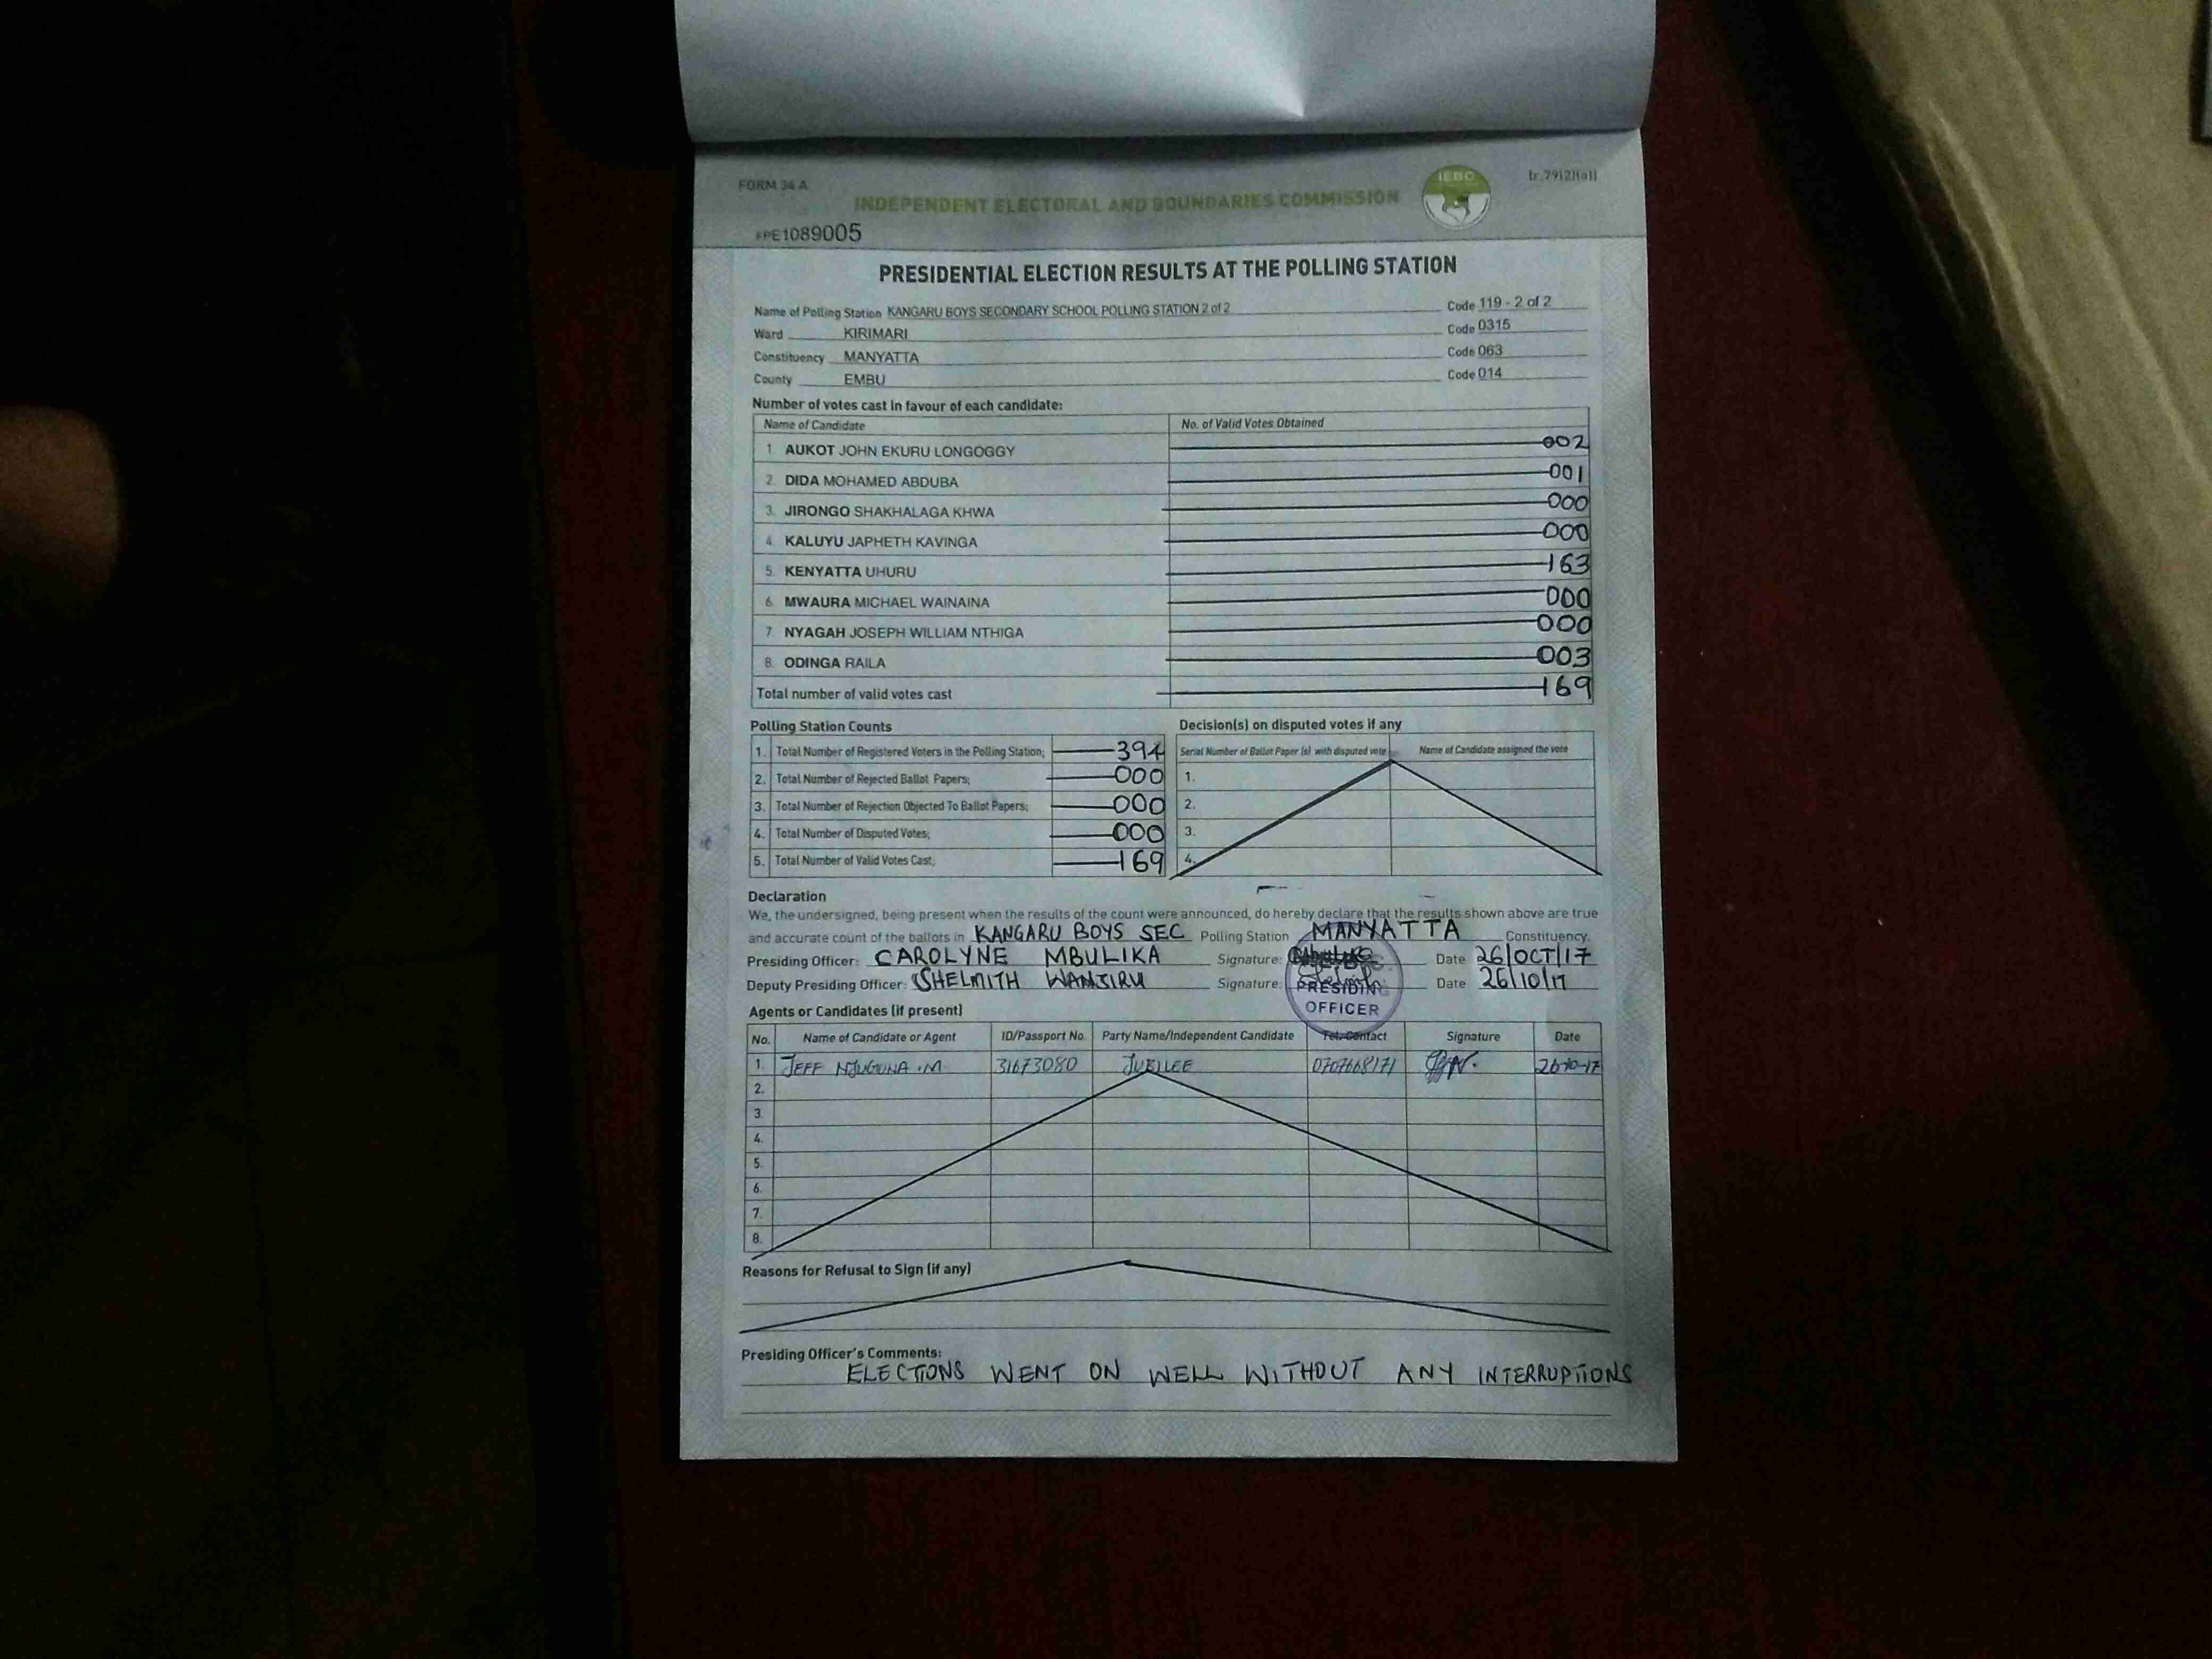 FORM 34 A
(r.79(2)(a))
INDEPENDENT ELECTORAL AND BOUNDARIES COMMISSION
IEBC
#PE1089005
PRESIDENTIAL ELECTION RESULTS AT THE POLLING STATION
Name of Polling Station KANGARU BOYS SECONDARY SCHOOL POLLING STATION 2 of 2 Code 119 - 2 of 2
Ward KIRIMARI Code 0315
Constituency MANYATTA Code 063
County EMBU Code 014
Number of votes cast in favour of each candidate:
Name of Candidate No. of Valid Votes Obtained
1. AUKOT JOHN EKURU LONGOGGY 002
2. DIDA MOHAMED ABDUBA 001
3. JIRONGO SHAKHALAGA KHWA 000
4. KALUYU JAPHETH KAVINGA 000
5. KENYATTA UHURU 163
6. MWAURA MICHAEL WAINAINA 000
7. NYAGAH JOSEPH WILLIAM NTHIGA 000
8. ODINGA RAILA 003
Total number of valid votes cast 169
Polling Station Counts Decision(s) on disputed votes if any
1. Total Number of Registered Voters in the Polling Station; 394 Serial Number of Ballot Paper (s) with disputed vote Name of Candidate assigned the vote
2. Total Number of Rejected Ballot Papers; 000 1.
3. Total Number of Rejection Objected To Ballot Papers; 000 2.
4. Total Number of Disputed Votes; 000 3.
5. Total Number of Valid Votes Cast; 169 4.
Declaration
We, the undersigned, being present when the results of the count were announced, do hereby declare that the results shown above are true
and accurate count of the ballots in KANGARU BOYS SEC Polling Station MANYATTA Constituency.
Presiding Officer: CAROLYNE MBULIKA Signature: Date 26/OCT/17
Deputy Presiding Officer: SHELMITH WANJIRU Signature: Date 26/10/17
PRESIDING
OFFICER
Agents or Candidates (if present)
No. Name of Candidate or Agent ID/Passport No. Party Name/Independent Candidate Tel. Contact Signature Date
1. JEFF NJUGUNA .M 31673080 JUBILEE 0707668171 26-10-17
2.
3.
4.
5.
6.
7.
8.
Reasons for Refusal to Sign (if any)
Presiding Officer's Comments:
ELECTIONS WENT ON WELL WITHOUT ANY INTERRUPTIONS